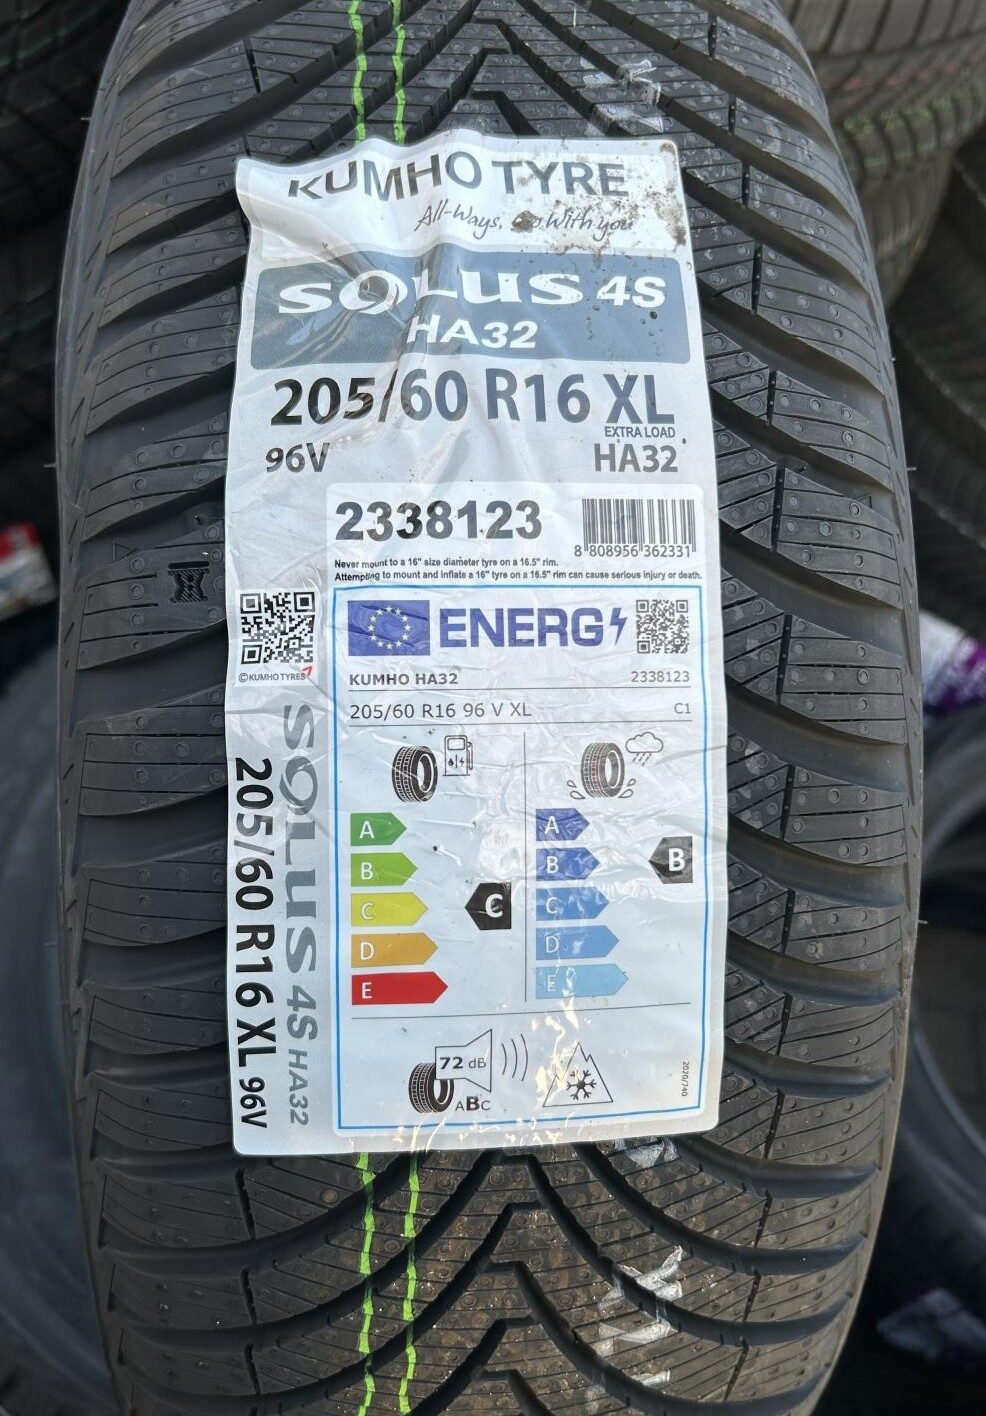 KUMHO TYRE
All-Ways, Go With you
SOLUS 4S
HA32
205/60 R16 XL
EXTRA LOAD
96V HA32
2338123
8 808956 362331
Never mount to a 16" size diameter tyre on a 16.5" rim.
Attempting to mount and inflate a 16" tyre on a 16.5" rim can cause serious injury or death.
ENERG
©KUMHO TYRES
KUMHO HA32 2338123
205/60 R16 96 V XL C1
A A
B B B
C C C
D D
E E
72 dB
ABC
2020/740
SOLUS 4S HA32
205/60 R16 XL 96V